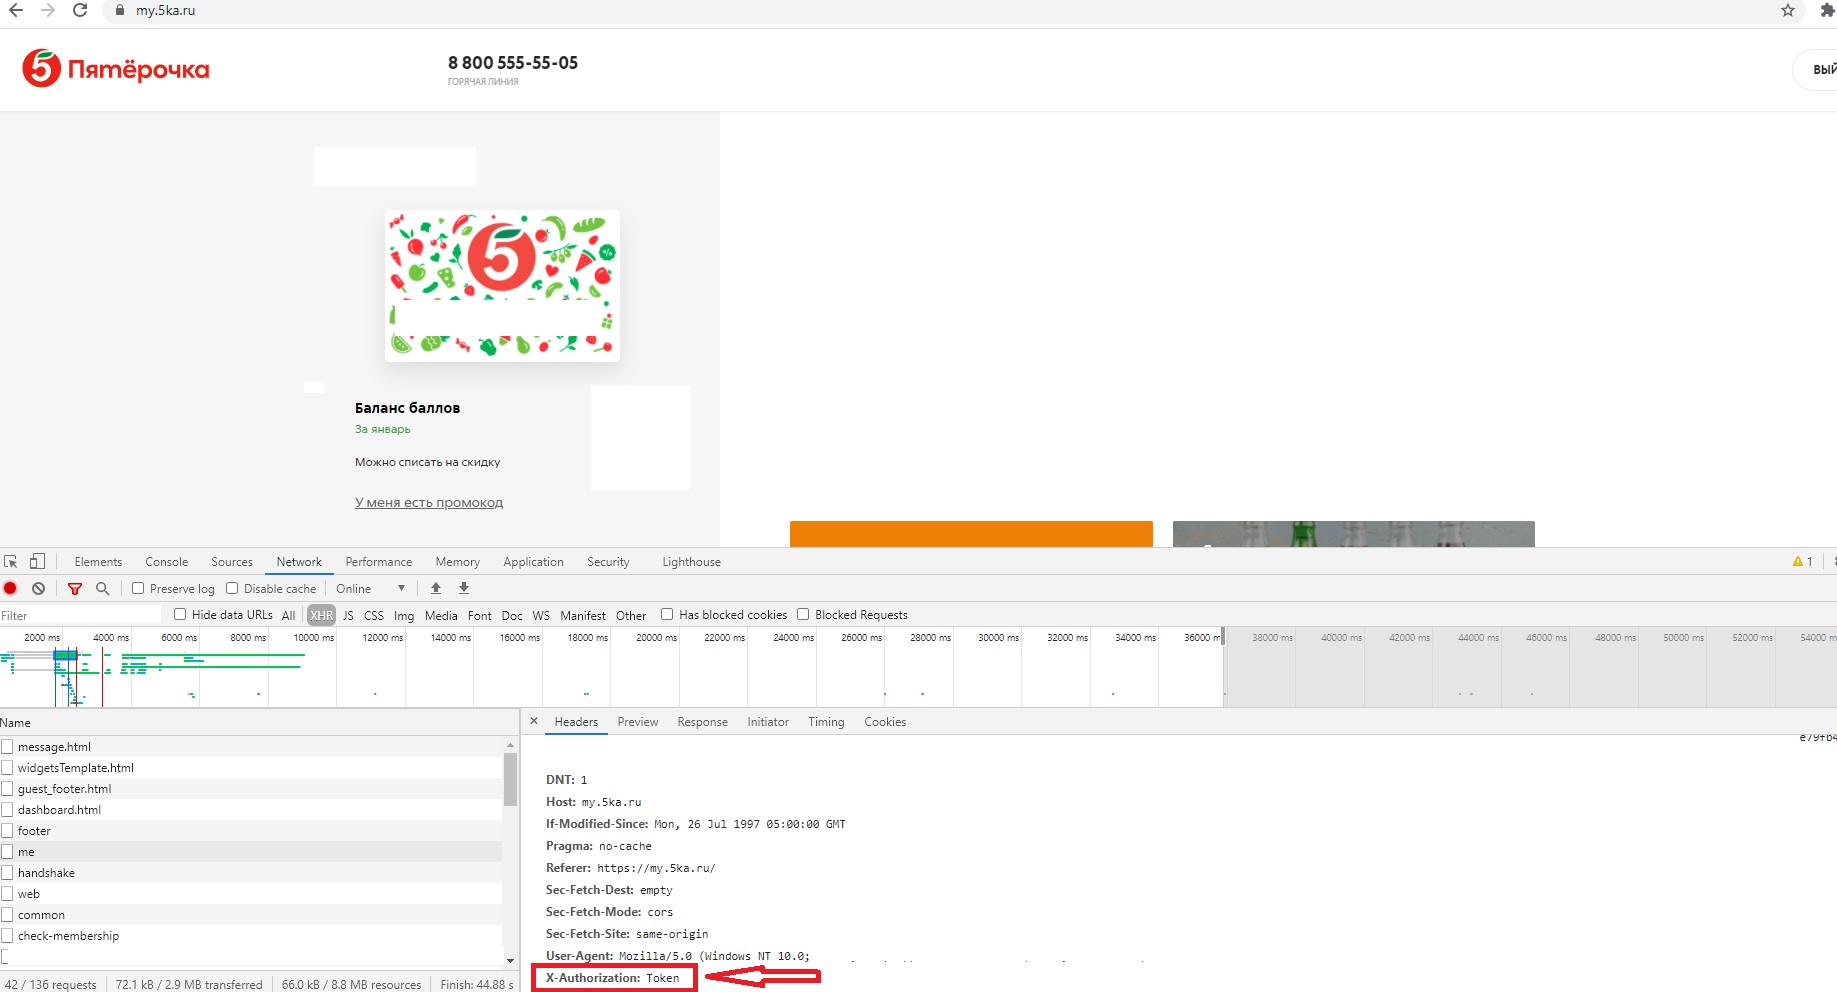 my.5ka.ru
5 Пятёрочка
8 800 555-55-05
ГОРЯЧАЯ ЛИНИЯ
ВЫЙ
5
Баланс баллов
За январь
Можно списать на скидку
У меня есть промокод
Elements Console Sources Network Performance Memory Application Security Lighthouse 1
Preserve log Disable cache Online
Filter Hide data URLs All XHR JS CSS Img Media Font Doc WS Manifest Other Has blocked cookies Blocked Requests
2000 ms 4000 ms 6000 ms 8000 ms 10000 ms 12000 ms 14000 ms 16000 ms 18000 ms 20000 ms 22000 ms 24000 ms 26000 ms 28000 ms 30000 ms 32000 ms 34000 ms 36000 m 38000 ms 40000 ms 42000 ms 44000 ms 46000 ms 48000 ms 50000 ms 52000 ms 54000 m
Name
message.html
widgetsTemplate.html
guest_footer.html
dashboard.html
footer
me
handshake
web
common
check-membership
42 / 136 requests 72.1 kB / 2.9 MB transferred 66.0 kB / 8.8 MB resources Finish: 44.88 s
Headers Preview Response Initiator Timing Cookies
e79fb4
DNT: 1
Host: my.5ka.ru
If-Modified-Since: Mon, 26 Jul 1997 05:00:00 GMT
Pragma: no-cache
Referer: https://my.5ka.ru/
Sec-Fetch-Dest: empty
Sec-Fetch-Mode: cors
Sec-Fetch-Site: same-origin
User-Agent: Mozilla/5.0 (Windows NT 10.0;
X-Authorization: Token